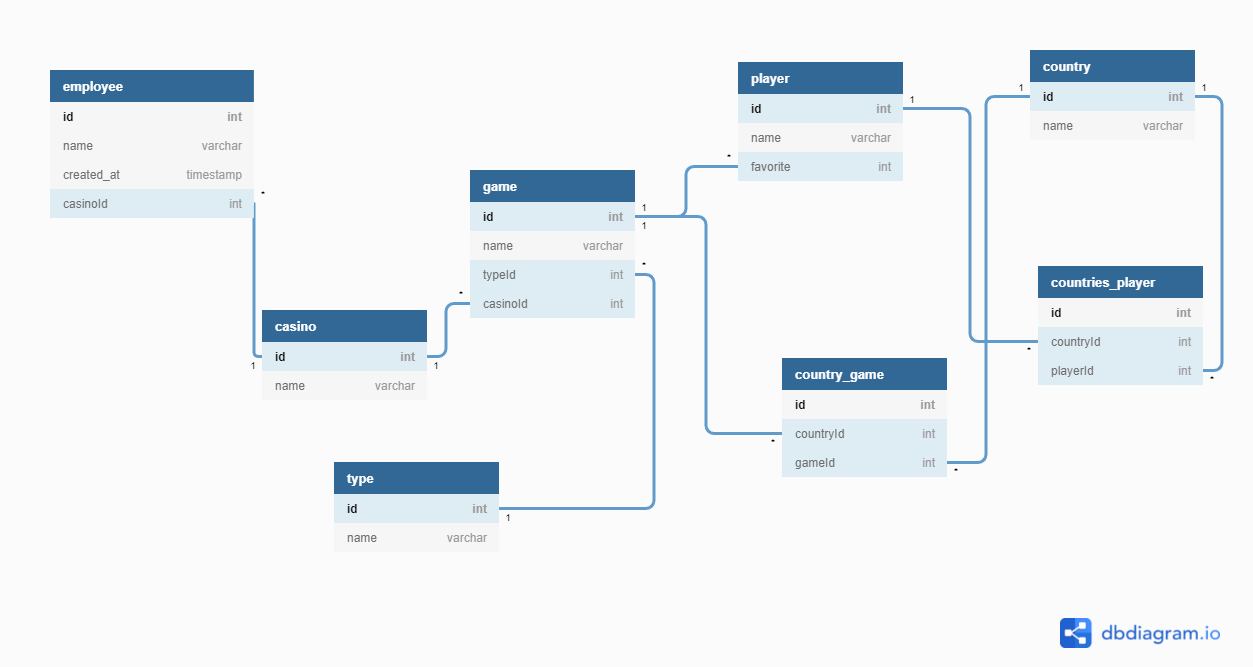 employee
id int
name varchar
created_at timestamp
casinoId int
*
1
casino
id int
name varchar
1
*
game
id int
name varchar
typeId int
casinoId int
1
1
*
type
id int
name varchar
1
player
id int
name varchar
favorite int
*
1
country_game
id int
countryId int
gameId int
*
*
country
id int
name varchar
1
1
countries_player
id int
countryId int
playerId int
*
*
dbdiagram.io